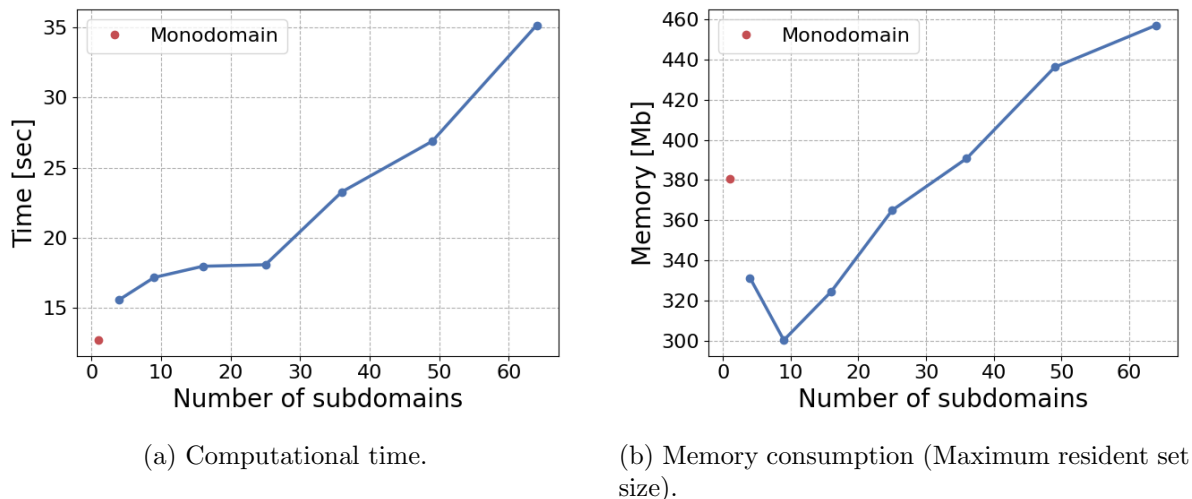 35
30
25
20
15
Time [sec]
Monodomain
0 10 20 30 40 50 60
Number of subdomains
(a) Computational time.
460
440
420
400
380
360
340
320
300
Memory [Mb]
Monodomain
0 10 20 30 40 50 60
Number of subdomains
(b) Memory consumption (Maximum resident set
size).